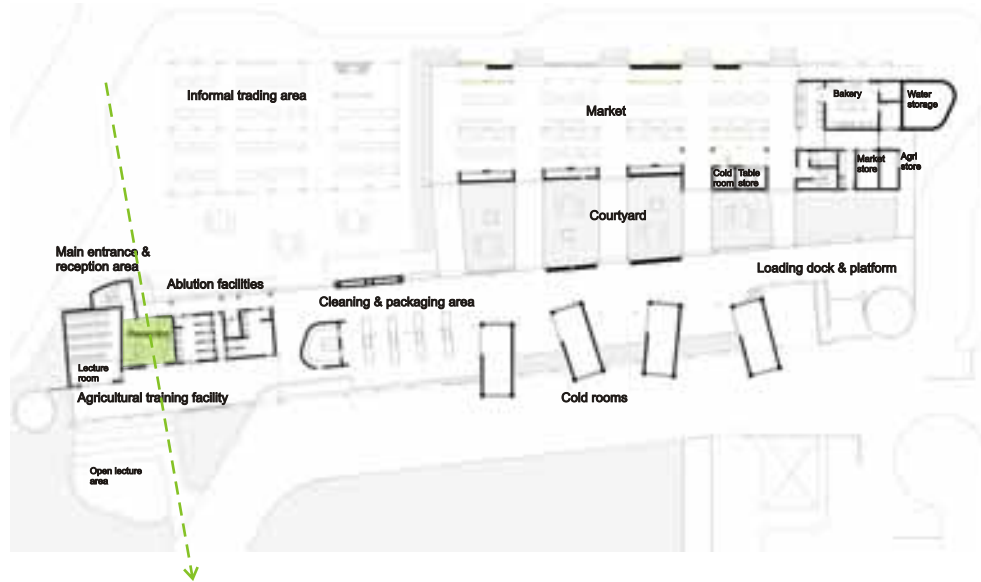 Informal trading area
Market
Bakery
Water
storage
Cold
room
Table
store
Market
store
Agri
store
Courtyard
Main entrance &
reception area
Ablution facilities
Cleaning & packaging area
Loading dock & platform
Lecture
room
Agricultural training facility
Cold rooms
Open lecture
area